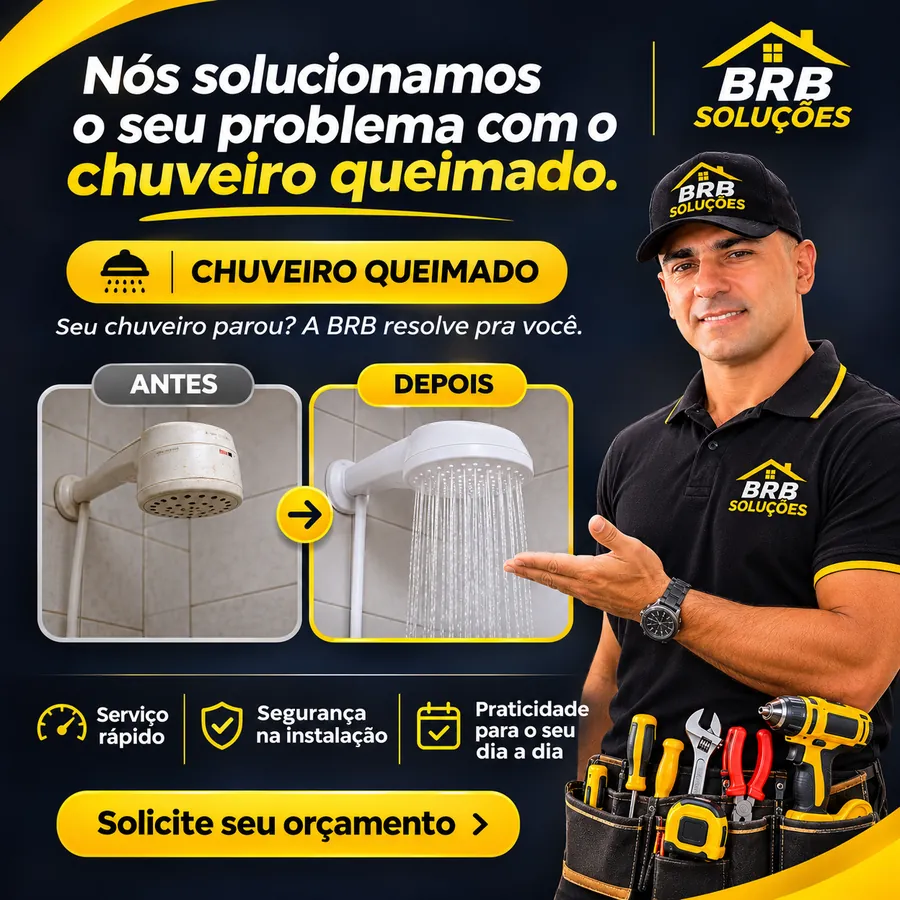 Nós solucionamos
o seu problema com o
chuveiro queimado.
BRB
SOLUÇÕES
BRB
SOLUÇÕES
CHUVEIRO QUEIMADO
Seu chuveiro parou? A BRB resolve pra você.
ANTES
DEPOIS
BRB
SOLUÇÕES
Serviço
rápido
Segurança
na instalação
Praticidade
para o seu
dia a dia
Solicite seu orçamento